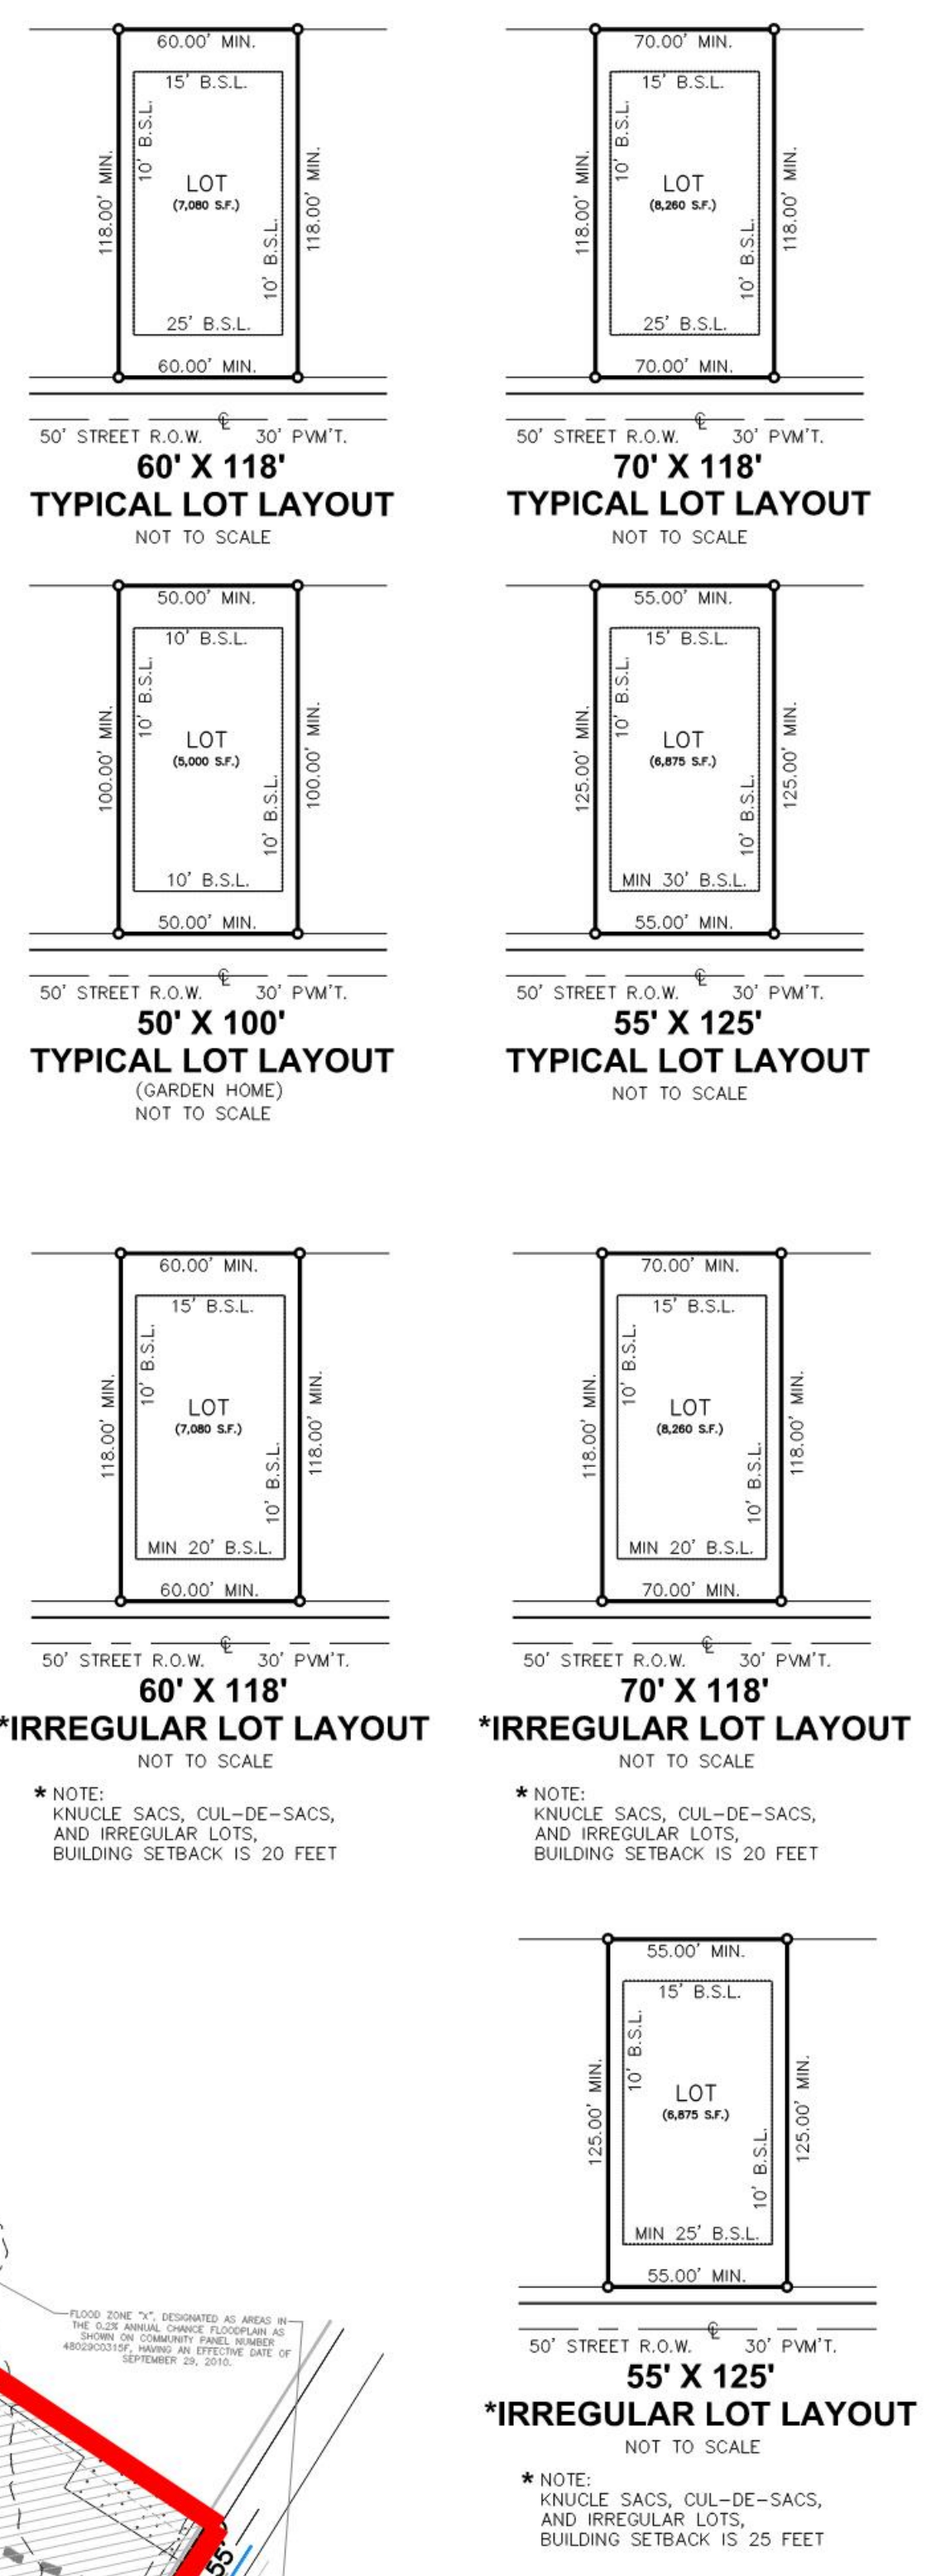 60.00' MIN.
15' B.S.L.
10' B.S.L.
118.00' MIN.
LOT
(7,080 S.F.)
118.00' MIN.
10' B.S.L.
25' B.S.L.
60.00' MIN.
℄
50' STREET R.O.W. 30' PVM'T.
60' X 118'
TYPICAL LOT LAYOUT
NOT TO SCALE
70.00' MIN.
15' B.S.L.
10' B.S.L.
118.00' MIN.
LOT
(8,260 S.F.)
118.00' MIN.
10' B.S.L.
25' B.S.L.
70.00' MIN.
℄
50' STREET R.O.W. 30' PVM'T.
70' X 118'
TYPICAL LOT LAYOUT
NOT TO SCALE
50.00' MIN.
10' B.S.L.
10' B.S.L.
100.00' MIN.
LOT
(5,000 S.F.)
100.00' MIN.
10' B.S.L.
10' B.S.L.
50.00' MIN.
℄
50' STREET R.O.W. 30' PVM'T.
50' X 100'
TYPICAL LOT LAYOUT
(GARDEN HOME)
NOT TO SCALE
55.00' MIN.
15' B.S.L.
10' B.S.L.
125.00' MIN.
LOT
(6,875 S.F.)
125.00' MIN.
10' B.S.L.
MIN 30' B.S.L.
55.00' MIN.
℄
50' STREET R.O.W. 30' PVM'T.
55' X 125'
TYPICAL LOT LAYOUT
NOT TO SCALE
60.00' MIN.
15' B.S.L.
10' B.S.L.
118.00' MIN.
LOT
(7,080 S.F.)
118.00' MIN.
10' B.S.L.
MIN 20' B.S.L.
60.00' MIN.
℄
50' STREET R.O.W. 30' PVM'T.
60' X 118'
*IRREGULAR LOT LAYOUT
NOT TO SCALE
* NOTE:
KNUCLE SACS, CUL-DE-SACS,
AND IRREGULAR LOTS,
BUILDING SETBACK IS 20 FEET
70.00' MIN.
15' B.S.L.
10' B.S.L.
118.00' MIN.
LOT
(8,260 S.F.)
118.00' MIN.
10' B.S.L.
MIN 20' B.S.L.
70.00' MIN.
℄
50' STREET R.O.W. 30' PVM'T.
70' X 118'
*IRREGULAR LOT LAYOUT
NOT TO SCALE
* NOTE:
KNUCLE SACS, CUL-DE-SACS,
AND IRREGULAR LOTS,
BUILDING SETBACK IS 20 FEET
55.00' MIN.
15' B.S.L.
10' B.S.L.
125.00' MIN.
LOT
(6,875 S.F.)
125.00' MIN.
10' B.S.L.
MIN 25' B.S.L.
55.00' MIN.
℄
50' STREET R.O.W. 30' PVM'T.
55' X 125'
*IRREGULAR LOT LAYOUT
NOT TO SCALE
* NOTE:
KNUCLE SACS, CUL-DE-SACS,
AND IRREGULAR LOTS,
BUILDING SETBACK IS 25 FEET
FLOOD ZONE "X", DESIGNATED AS AREAS IN
THE 0.2% ANNUAL CHANCE FLOODPLAIN AS
SHOWN ON COMMUNITY PANEL NUMBER
48029C0315F, HAVING AN EFFECTIVE DATE OF
SEPTEMBER 29, 2010.